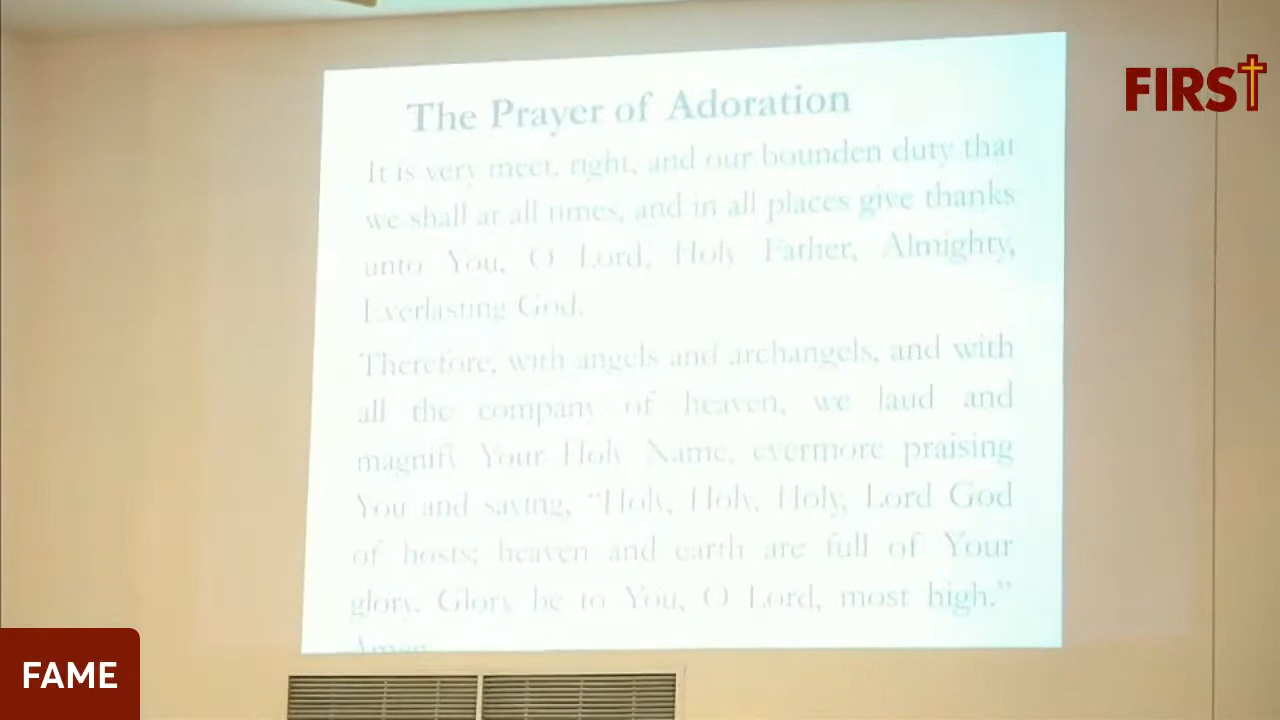 FIRST
The Prayer of Adoration
It is very meet, right, and our bounden duty that
we shall at all times, and in all places give thanks
unto You, O Lord, Holy Father, Almighty,
Everlasting God.
Therefore, with angels and archangels, and with
all the company of heaven, we laud and
magnify Your Holy Name, evermore praising
You and saying, “Holy, Holy, Holy, Lord God
of hosts; heaven and earth are full of Your
glory. Glory be to You, O Lord, most high.”
Amen
FAME